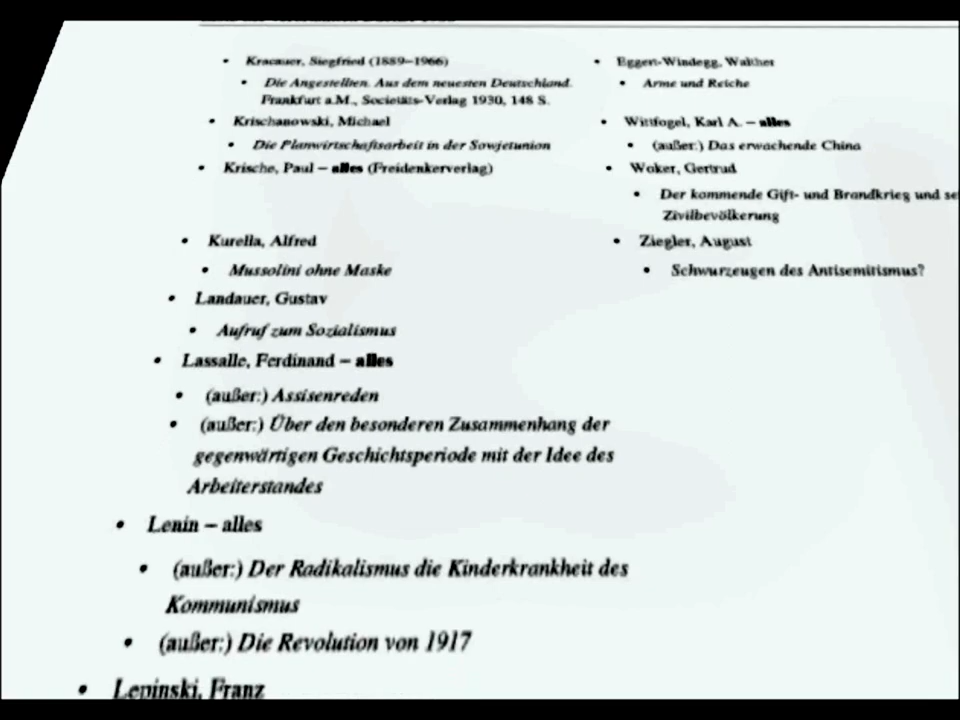 Kracauer, Siegfried (1889–1966)
Die Angestellten. Aus dem neuesten Deutschland.
Frankfurt a.M., Societäts-Verlag 1930, 148 S.
Krischanowski, Michael
Die Planwirtschaftsarbeit in der Sowjetunion
Krische, Paul – alles (Freidenkerverlag)
Kurella, Alfred
Mussolini ohne Maske
Landauer, Gustav
Aufruf zum Sozialismus
Lassalle, Ferdinand – alles
(außer:) Assisenreden
(außer:) Über den besonderen Zusammenhang der
gegenwärtigen Geschichtsperiode mit der Idee des
Arbeiterstandes
Lenin – alles
(außer:) Der Radikalismus die Kinderkrankheit des
Kommunismus
(außer:) Die Revolution von 1917
Lepinski, Franz
Eggert-Windegg, Walther
Arme und Reiche
Wittfogel, Karl A. – alles
(außer:) Das erwachende China
Woker, Gertrud
Der kommende Gift- und Brandkrieg und se
Zivilbevölkerung
Ziegler, August
Schwurzeugen des Antisemitismus?